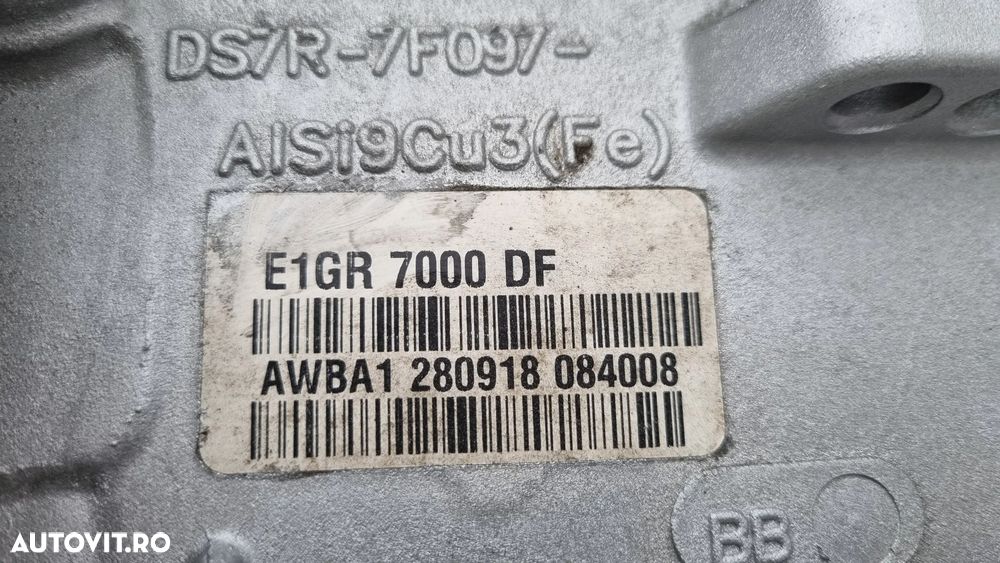 DS7R-7F097-
AlSi9Cu3(Fe)
E1GR 7000 DF
AWBA1 280918 084008
BB
AUTOVIT.RO